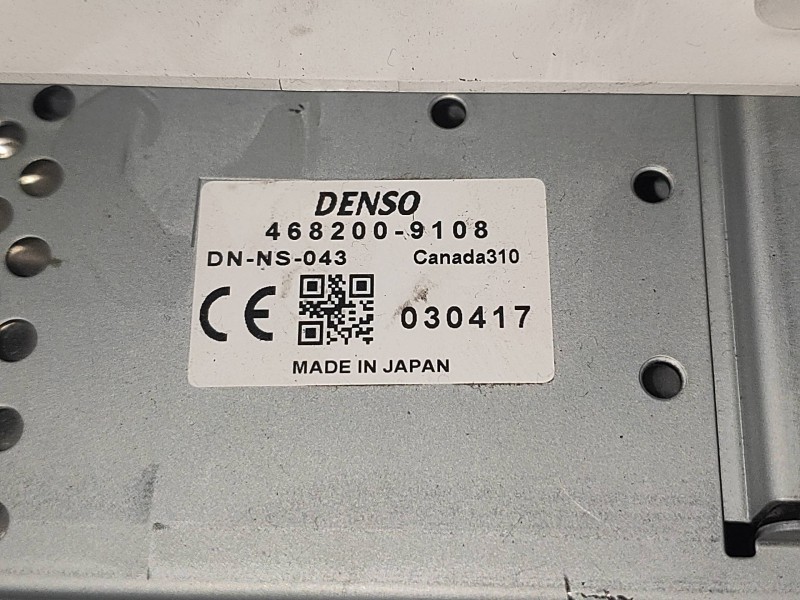 DENSO
468200-9108
DN-NS-043 Canada310
CE 030417
MADE IN JAPAN